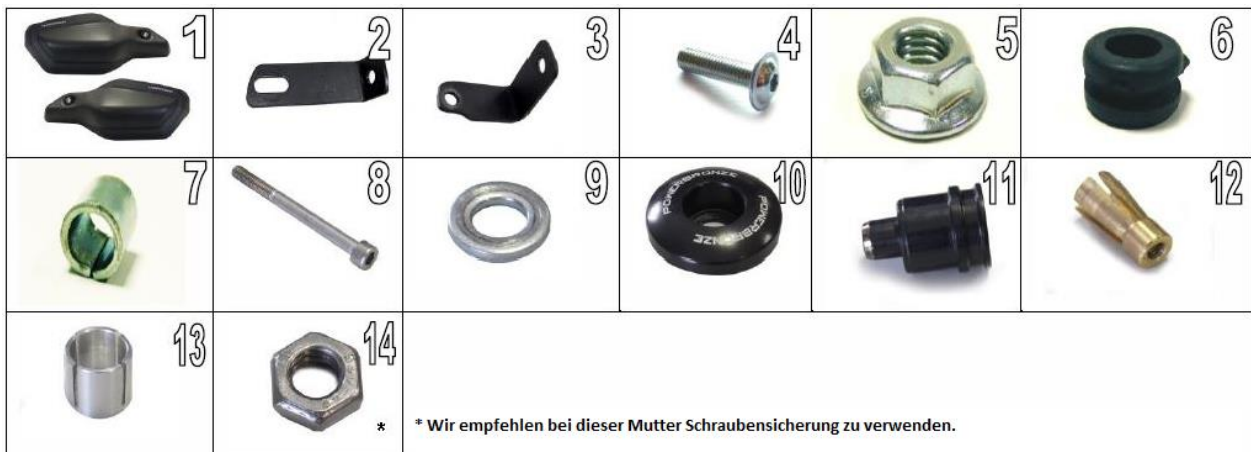 1 2 3 4 5 6
7 8 9 10 11 12
POWERBRONZE
POWERBRONZE
13 14
* * Wir empfehlen bei dieser Mutter Schraubensicherung zu verwenden.